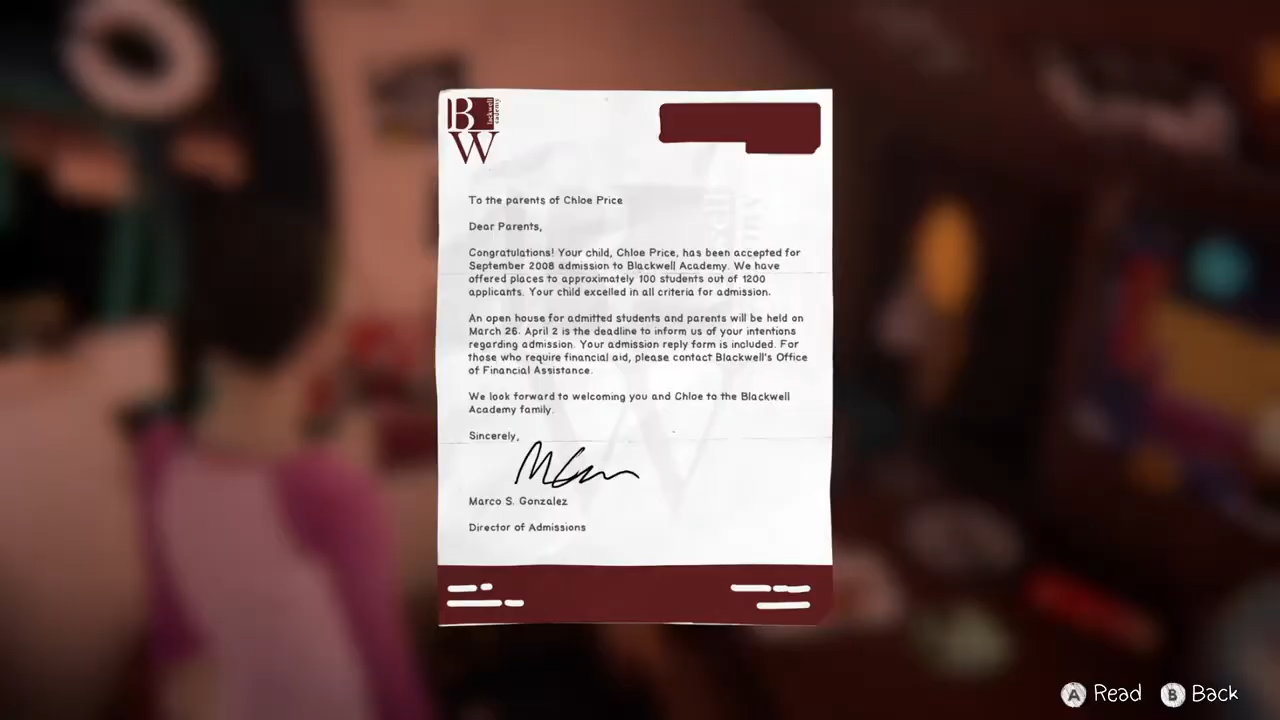 BW
To the parents of Chloe Price
Dear Parents,
Congratulations! Your child, Chloe Price, has been accepted for
September 2008 admission to Blackwell Academy. We have
offered places to approximately 100 students out of 1200
applicants. Your child excelled in all criteria for admission.
An open house for admitted students and parents will be held on
March 26. April 2 is the deadline to inform us of your intentions
regarding admission. Your admission reply form is included. For
those who require financial aid, please contact Blackwell's Office
of Financial Assistance.
We look forward to welcoming you and Chloe to the Blackwell
Academy family.
Sincerely,
Marco S. Gonzalez
Director of Admissions
A Read B Back